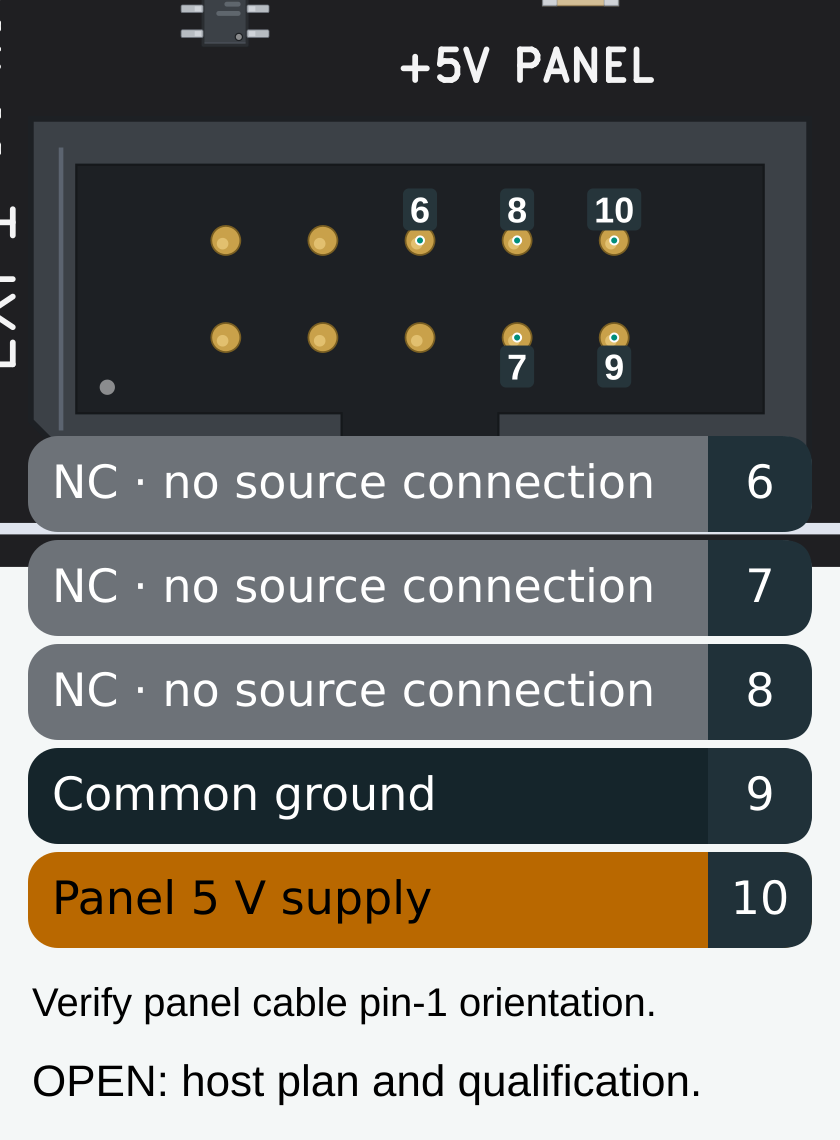 +5V PANEL
EXP 1
6
8
10
7
9
NC · no source connection 6
NC · no source connection 7
NC · no source connection 8
Common ground 9
Panel 5 V supply 10
Verify panel cable pin-1 orientation.
OPEN: host plan and qualification.